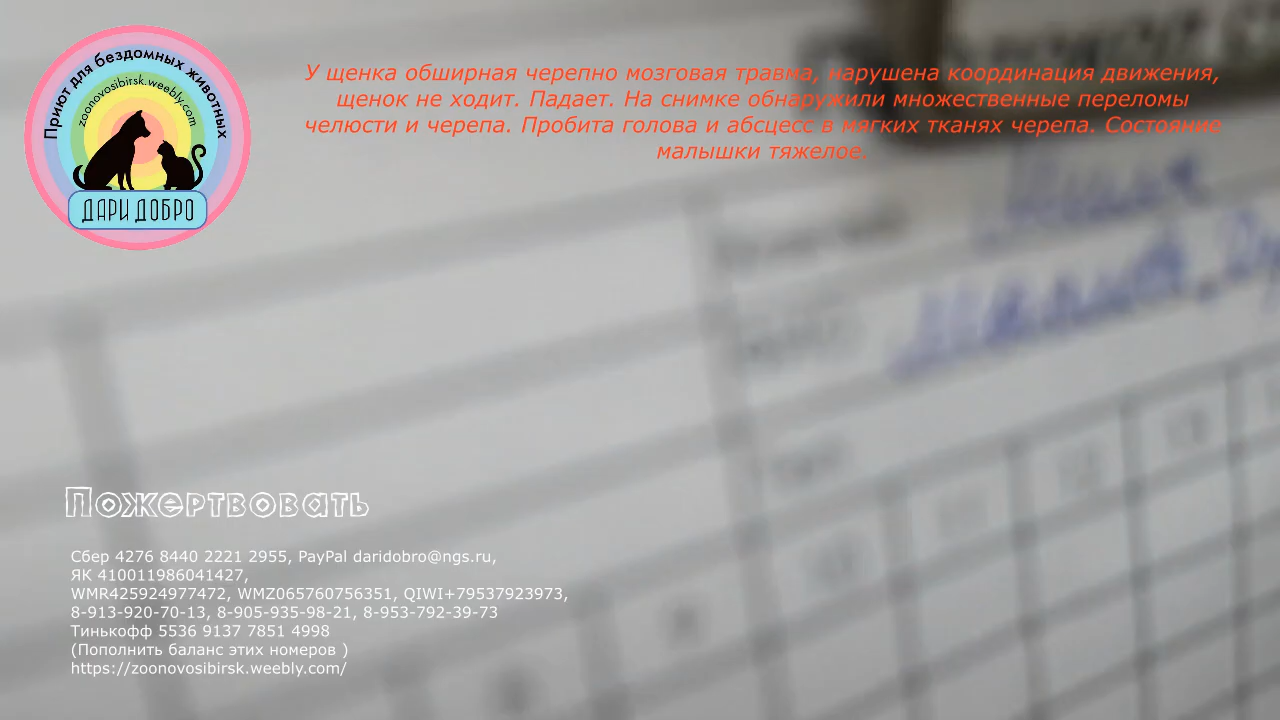 Приют для бездомных животных
zoonovosibirsk.weebly.com
ДАРИ ДОБРО
У щенка обширная черепно мозговая травма, нарушена координация движения,
щенок не ходит. Падает. На снимке обнаружили множественные переломы
челюсти и черепа. Пробита голова и абсцесс в мягких тканях черепа. Состояние
малышки тяжелое.
Пожертвовать
Сбер 4276 8440 2221 2955, PayPal daridobro@ngs.ru,
ЯК 410011986041427,
WMR425924977472, WMZ065760756351, QIWI+79537923973,
8-913-920-70-13, 8-905-935-98-21, 8-953-792-39-73
Тинькофф 5536 9137 7851 4998
(Пополнить баланс этих номеров )
https://zoonovosibirsk.weebly.com/